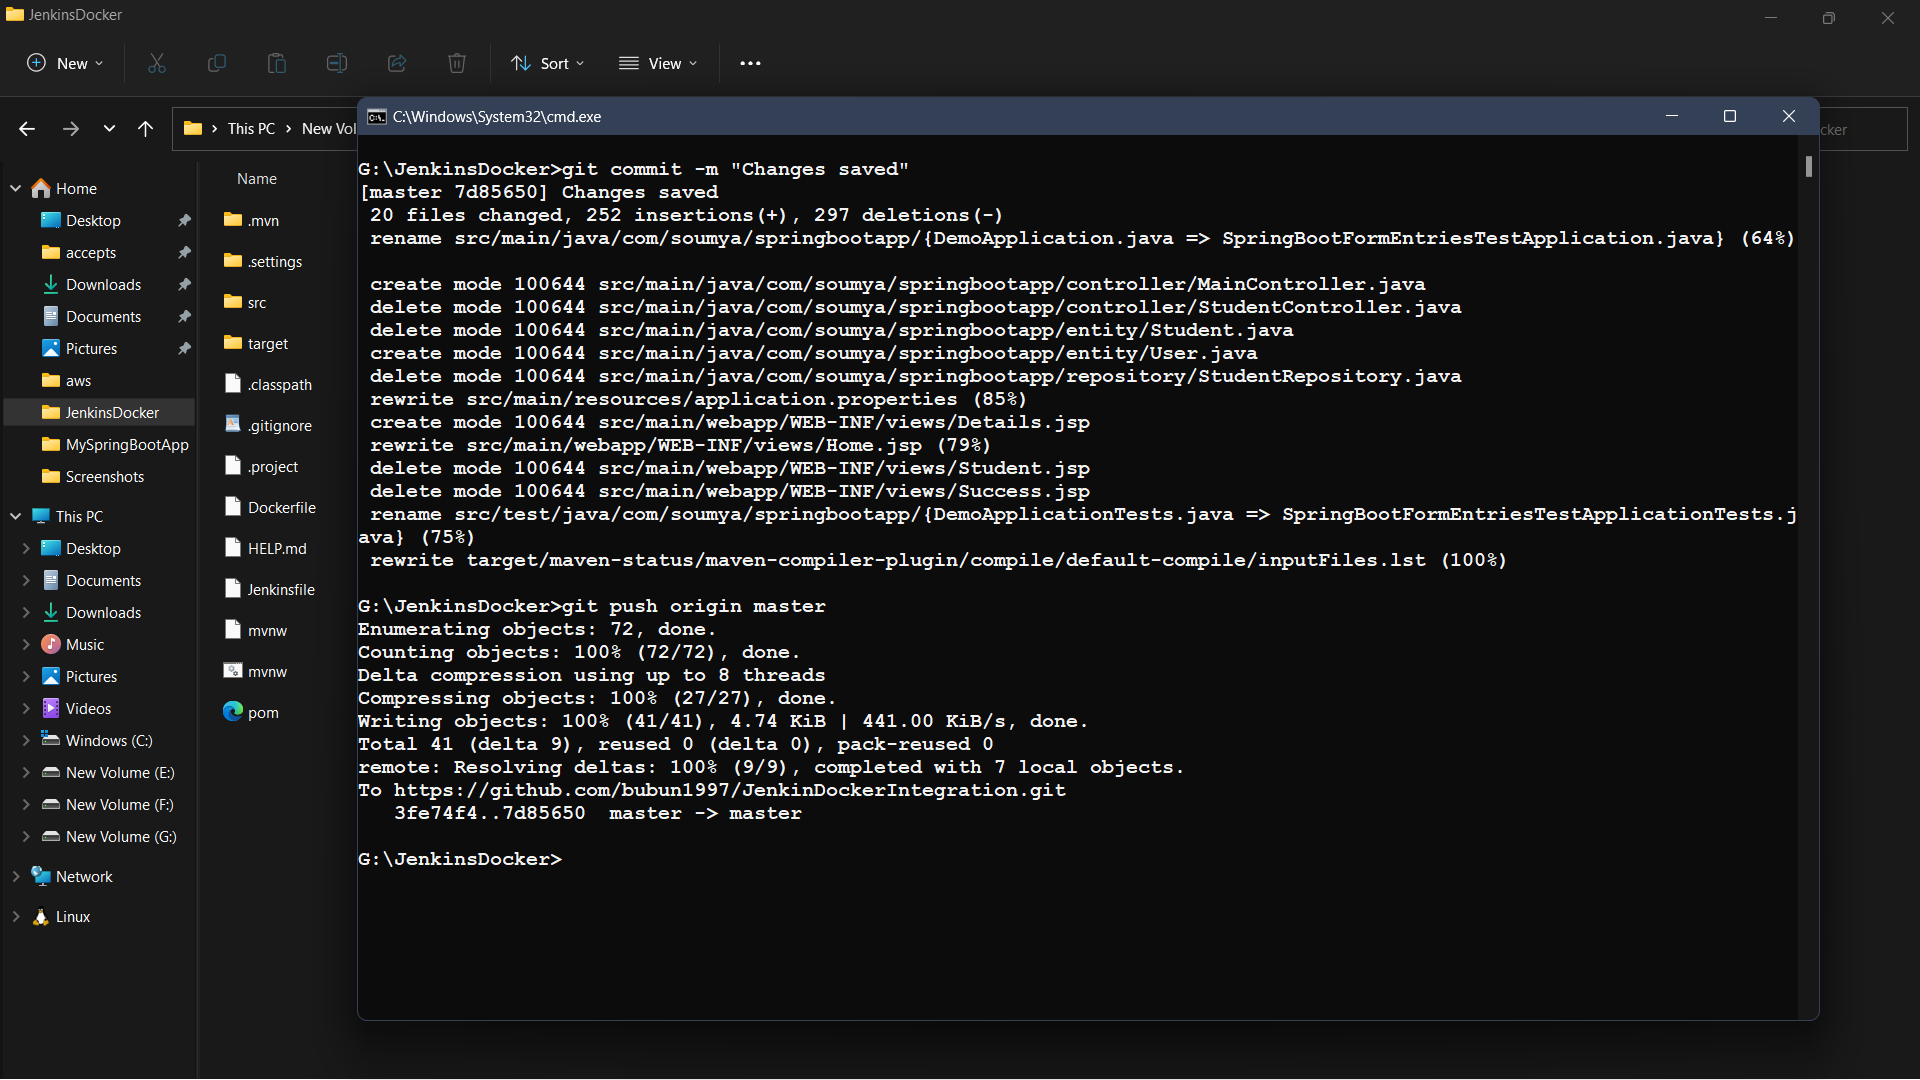 JenkinsDocker
New
Sort
View
This PC
New Vol
cker
C:\Windows\System32\cmd.exe
Home
Desktop
accepts
Downloads
Documents
Pictures
aws
JenkinsDocker
MySpringBootApp
Screenshots
This PC
Desktop
Documents
Downloads
Music
Pictures
Videos
Windows (C:)
New Volume (E:)
New Volume (F:)
New Volume (G:)
Network
Linux
Name
.mvn
.settings
src
target
.classpath
.gitignore
.project
Dockerfile
HELP.md
Jenkinsfile
mvnw
mvnw
pom
G:\JenkinsDocker>git commit -m "Changes saved"
[master 7d85650] Changes saved
20 files changed, 252 insertions(+), 297 deletions(-)
rename src/main/java/com/soumya/springbootapp/{DemoApplication.java => SpringBootFormEntriesTestApplication.java} (64%)
create mode 100644 src/main/java/com/soumya/springbootapp/controller/MainController.java
delete mode 100644 src/main/java/com/soumya/springbootapp/controller/StudentController.java
delete mode 100644 src/main/java/com/soumya/springbootapp/entity/Student.java
create mode 100644 src/main/java/com/soumya/springbootapp/entity/User.java
delete mode 100644 src/main/java/com/soumya/springbootapp/repository/StudentRepository.java
rewrite src/main/resources/application.properties (85%)
create mode 100644 src/main/webapp/WEB-INF/views/Details.jsp
rewrite src/main/webapp/WEB-INF/views/Home.jsp (79%)
delete mode 100644 src/main/webapp/WEB-INF/views/Student.jsp
delete mode 100644 src/main/webapp/WEB-INF/views/Success.jsp
rename src/test/java/com/soumya/springbootapp/{DemoApplicationTests.java => SpringBootFormEntriesTestApplicationTests.j
ava} (75%)
rewrite target/maven-status/maven-compiler-plugin/compile/default-compile/inputFiles.lst (100%)
G:\JenkinsDocker>git push origin master
Enumerating objects: 72, done.
Counting objects: 100% (72/72), done.
Delta compression using up to 8 threads
Compressing objects: 100% (27/27), done.
Writing objects: 100% (41/41), 4.74 KiB | 441.00 KiB/s, done.
Total 41 (delta 9), reused 0 (delta 0), pack-reused 0
remote: Resolving deltas: 100% (9/9), completed with 7 local objects.
To https://github.com/bubun1997/JenkinDockerIntegration.git
3fe74f4..7d85650  master -> master
G:\JenkinsDocker>